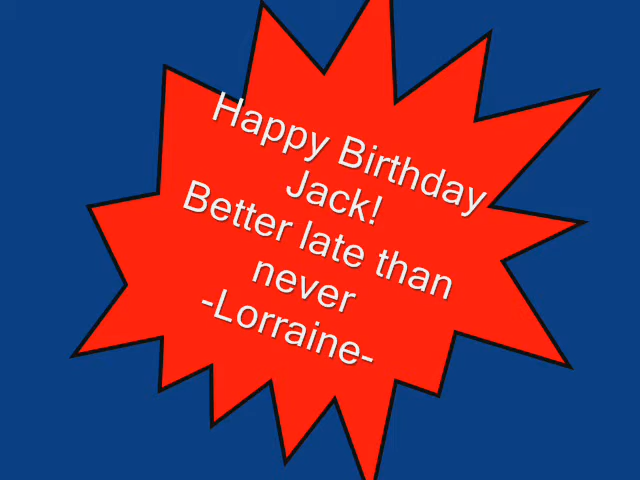 Happy Birthday
Jack!
Better late than
never
-Lorraine-